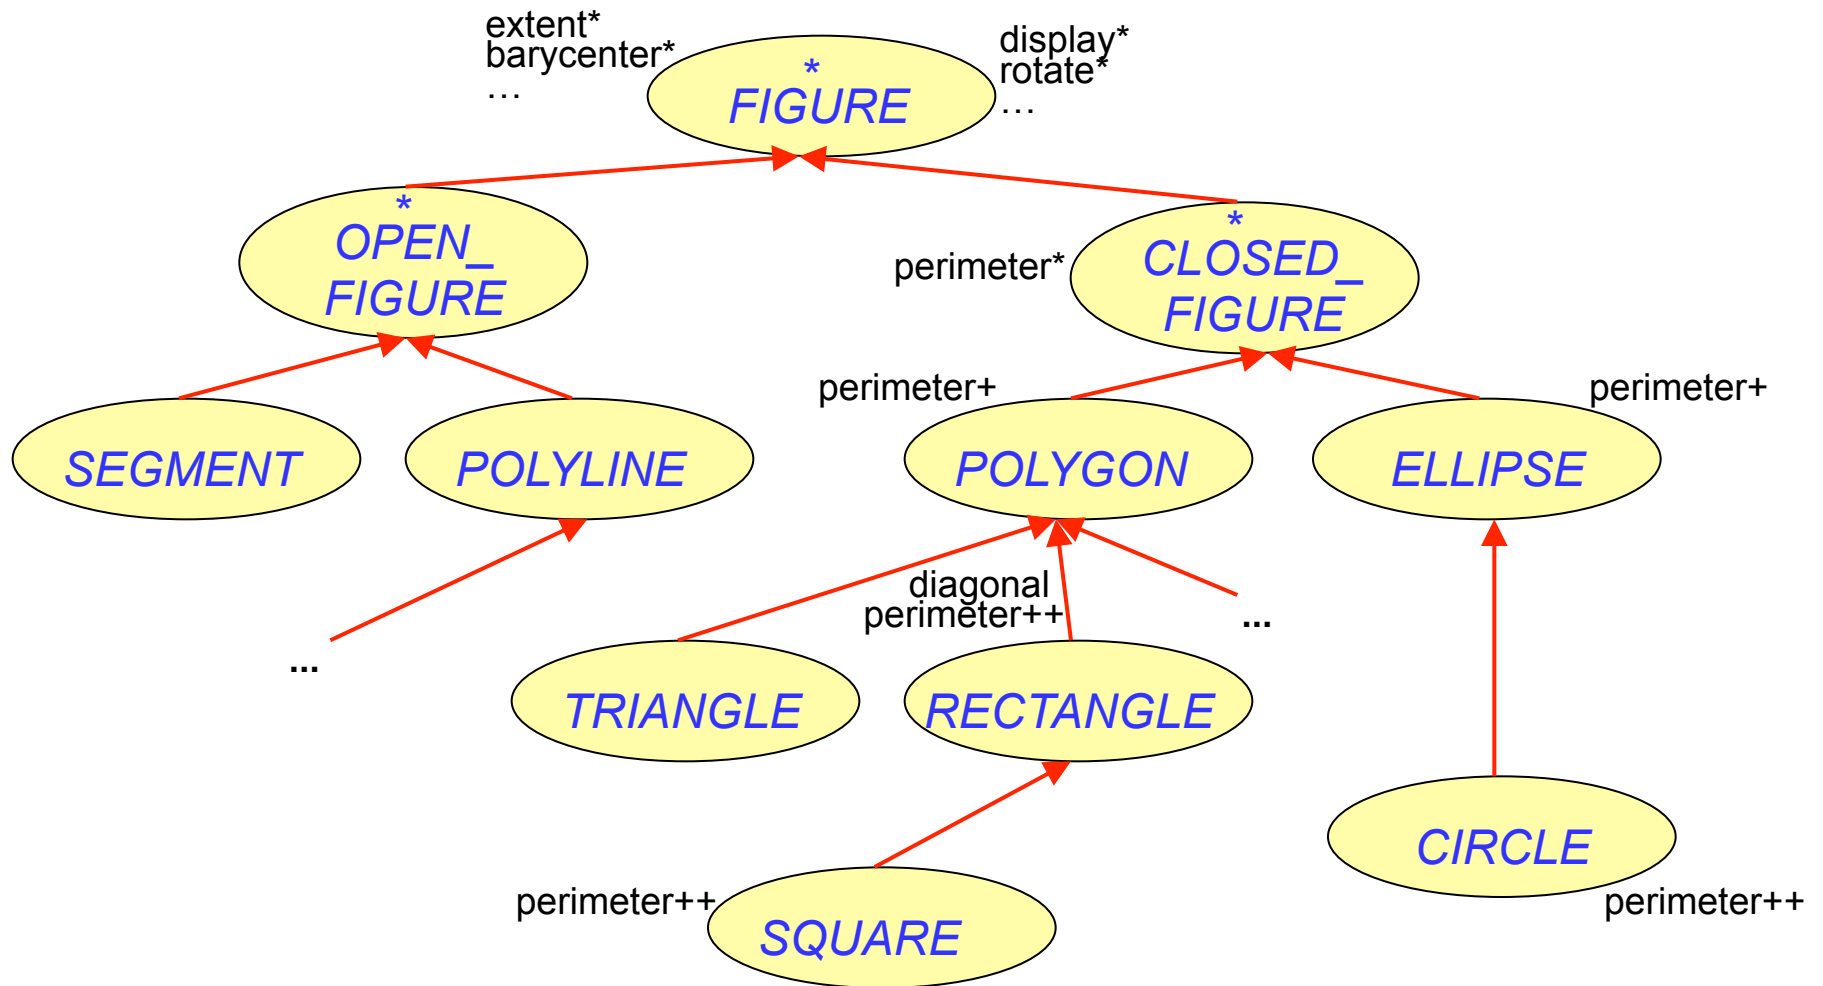 extent*
barycenter*
…
*
FIGURE
display*
rotate*
…
*
OPEN_
FIGURE
perimeter*
*
CLOSED_
FIGURE
perimeter+
perimeter+
SEGMENT
POLYLINE
POLYGON
ELLIPSE
diagonal
perimeter++
...
...
TRIANGLE
RECTANGLE
CIRCLE
perimeter++
perimeter++
SQUARE